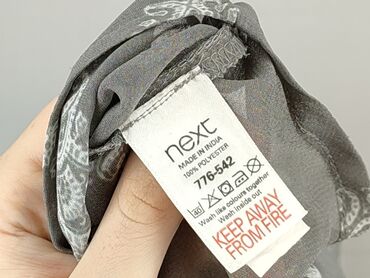 next
MADE IN INDIA
100% POLYESTER
776-542
Wash like colours together
Wash inside out
KEEP AWAY
FROM FIRE